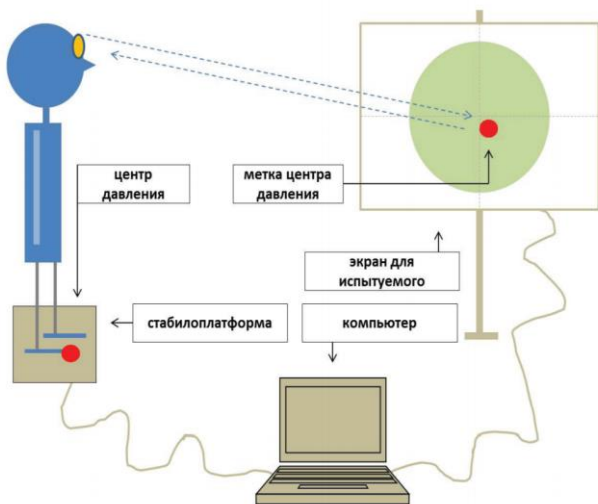 центр
давления
метка центра
давления
экран для
испытуемого
стабилоплатформа
компьютер